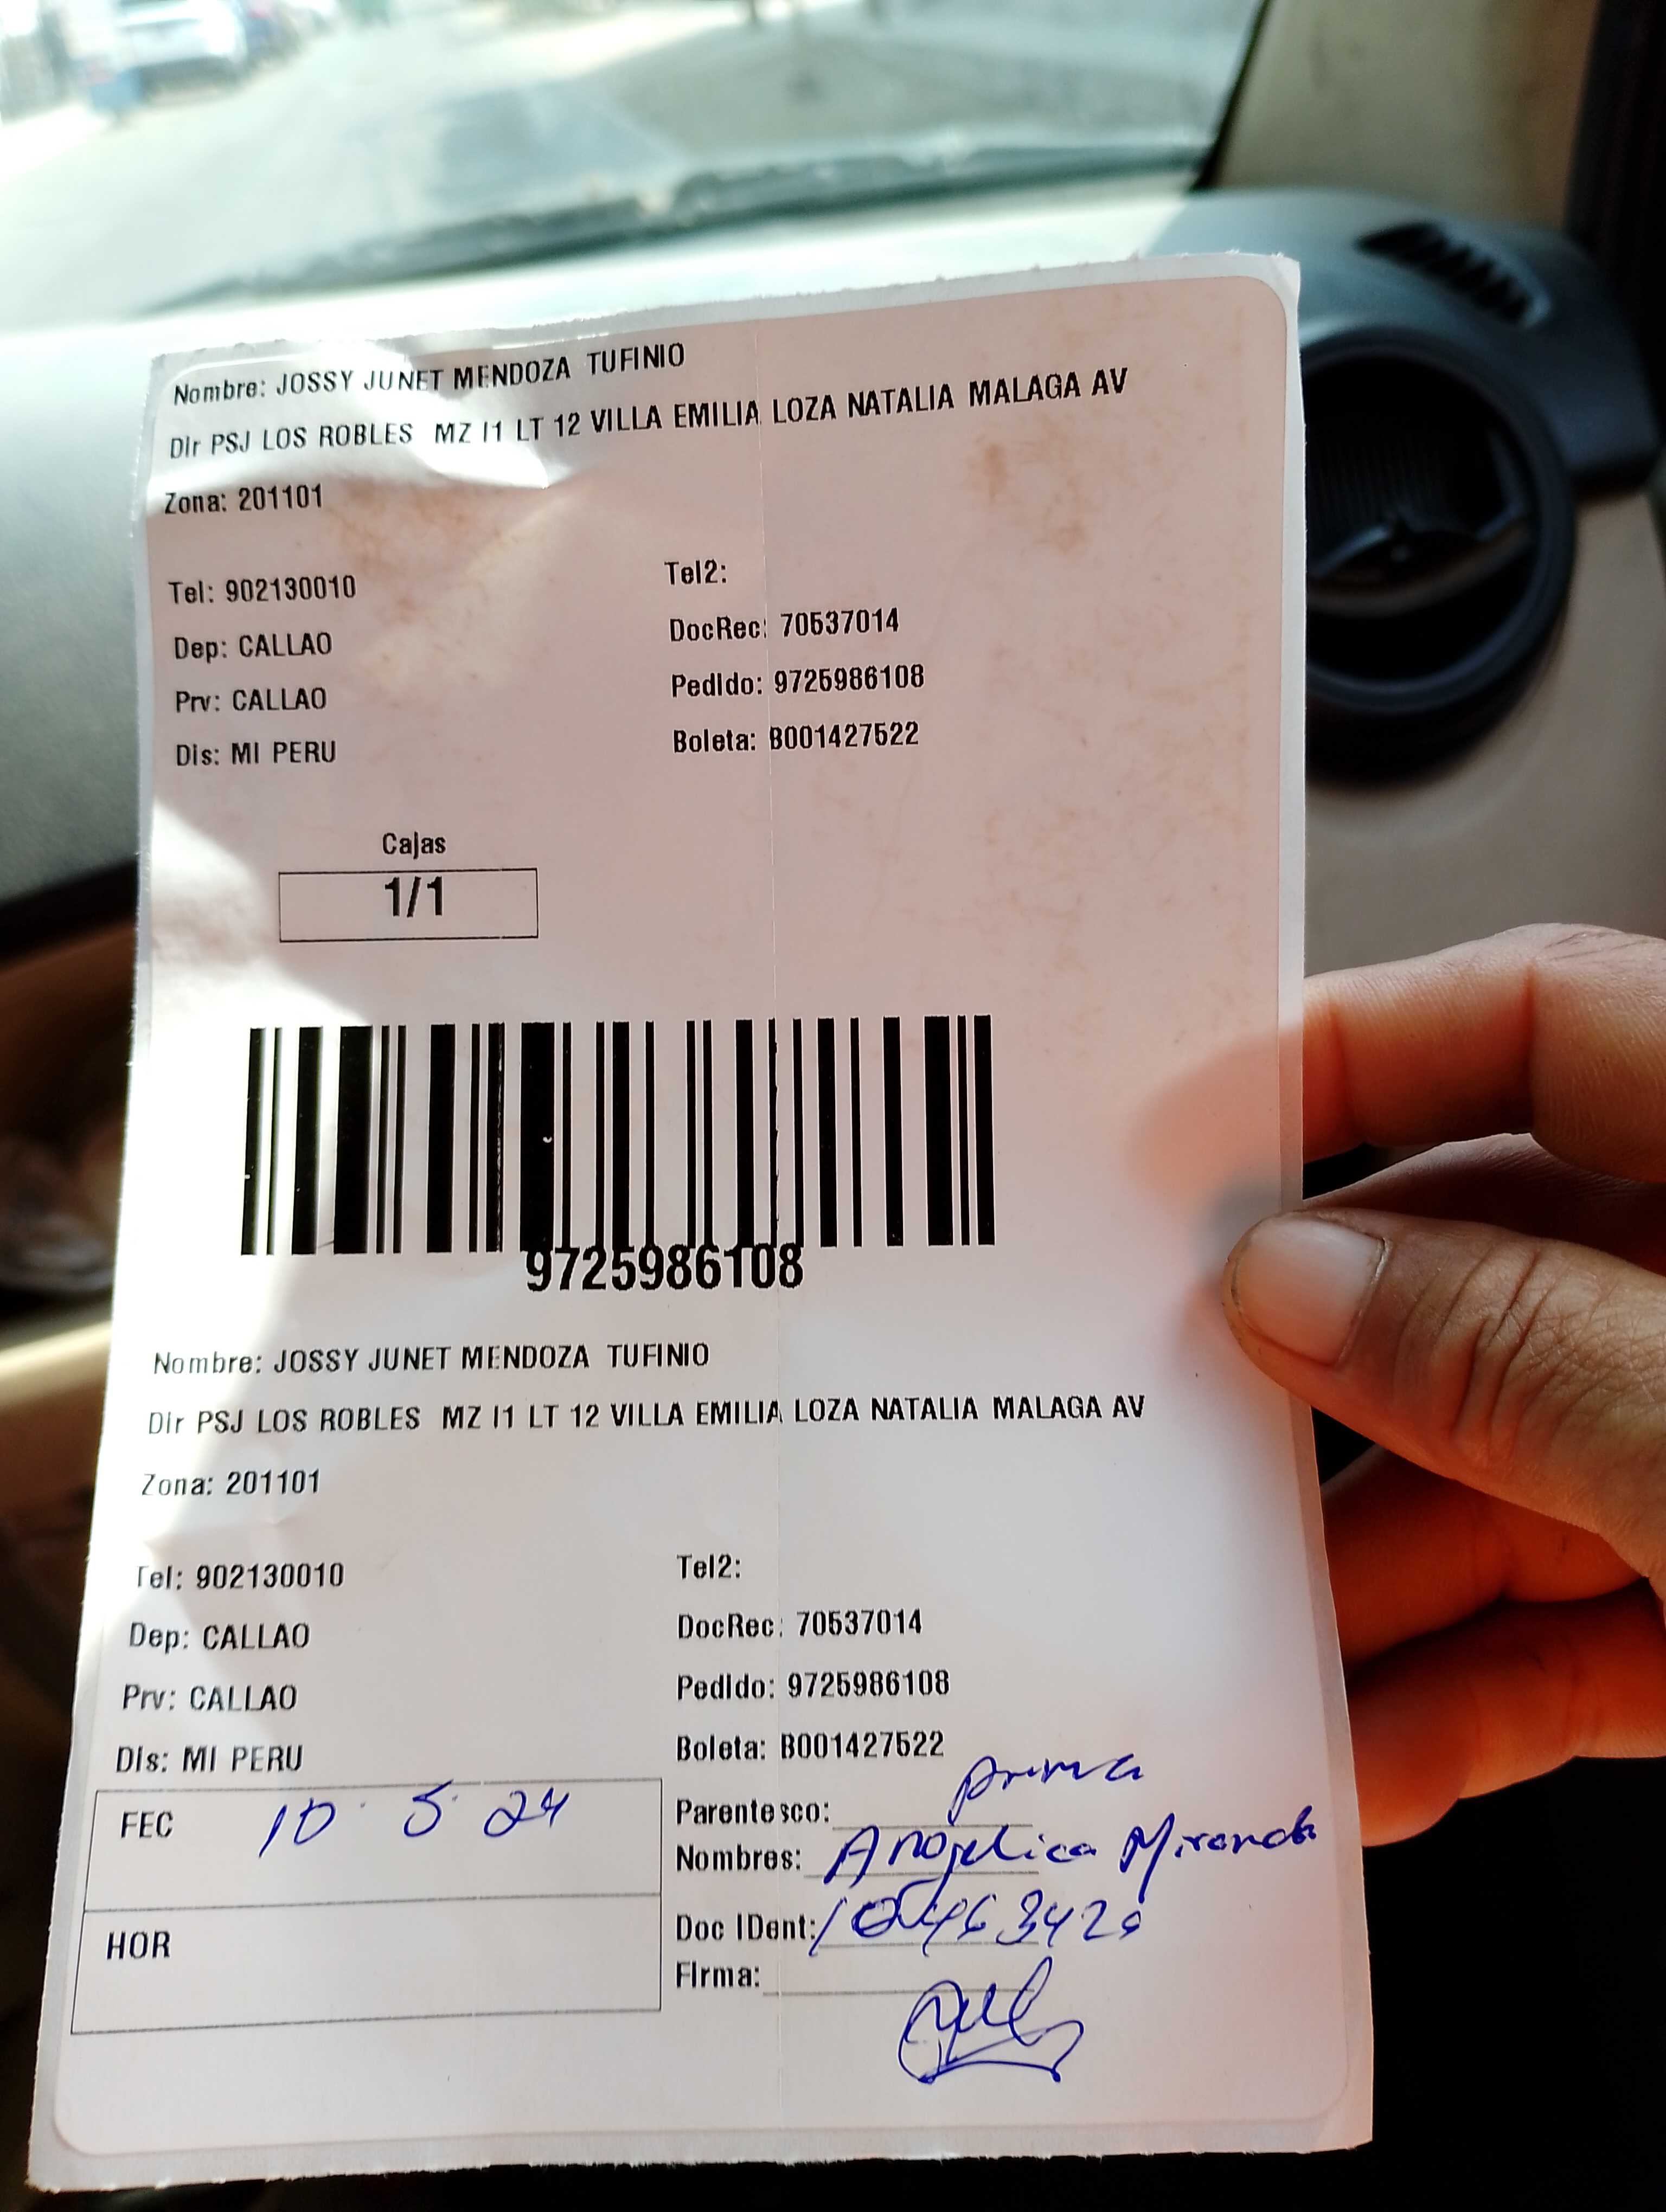 Nombre: JOSSY JUNET MENDOZA TUFINIO
Dir PSJ LOS ROBLES MZ I1 LT 12 VILLA EMILIA LOZA NATALIA MALAGA AV
Zona: 201101
Tel: 902130010 Tel2:
Dep: CALLAO DocRec: 70537014
Prv: CALLAO Pedido: 9725986108
Dis: MI PERU Boleta: B001427522
Cajas
1/1
9725986108
Nombre: JOSSY JUNET MENDOZA TUFINIO
Dir PSJ LOS ROBLES MZ I1 LT 12 VILLA EMILIA LOZA NATALIA MALAGA AV
Zona: 201101
Tel: 902130010 Tel2:
Dep: CALLAO DocRec: 70537014
Prv: CALLAO Pedido: 9725986108
Dis: MI PERU Boleta: B001427522
FEC 10 5 24
Parentesco: prima
Nombres: Angelica Miranda
HOR
Doc IDent:
Firma: